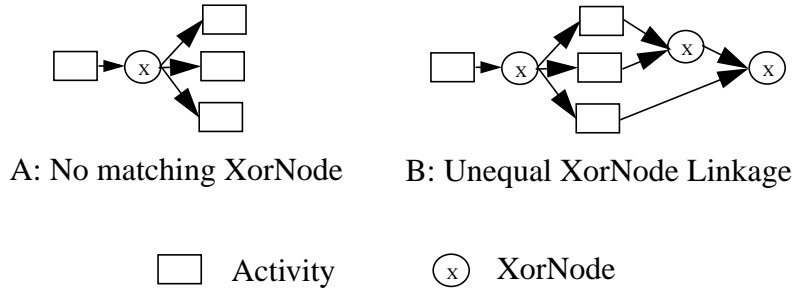 x
x
x
x
A: No matching XorNode
B: Unequal XorNode Linkage
Activity
x
XorNode